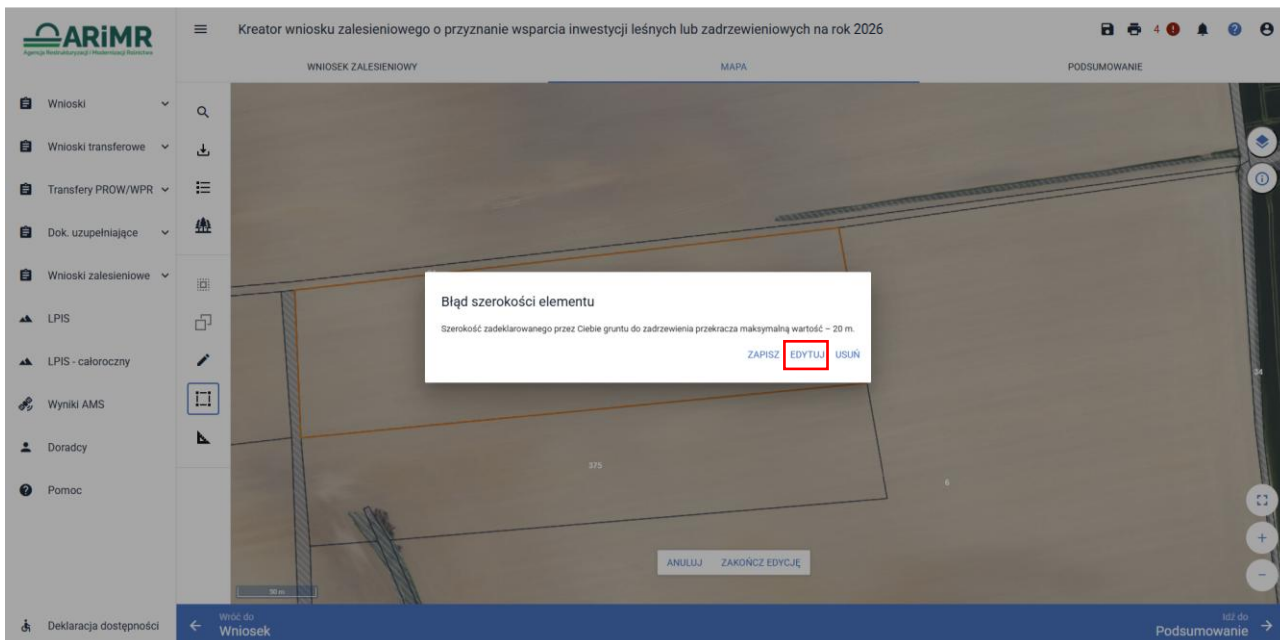 ARiMR
Agencja Restrukturyzacji i Modernizacji Rolnictwa
Kreator wniosku zalesieniowego o przyznanie wsparcia inwestycji leśnych lub zadrzewieniowych na rok 2026
4
WNIOSEK ZALESIENIOWY
MAPA
PODSUMOWANIE
Wnioski
Wnioski transferowe
Transfery PROW/WPR
Dok. uzupełniające
Wnioski zalesieniowe
LPIS
LPIS - całoroczny
Wyniki AMS
Doradcy
Pomoc
Deklaracja dostępności
Błąd szerokości elementu
Szerokość zadeklarowanego przez Ciebie gruntu do zadrzewienia przekracza maksymalną wartość – 20 m.
ZAPISZ
EDYTUJ
USUŃ
34
375
6
ANULUJ
ZAKOŃCZ EDYCJĘ
50 m
Wróć do
Wniosek
Idź do
Podsumowanie